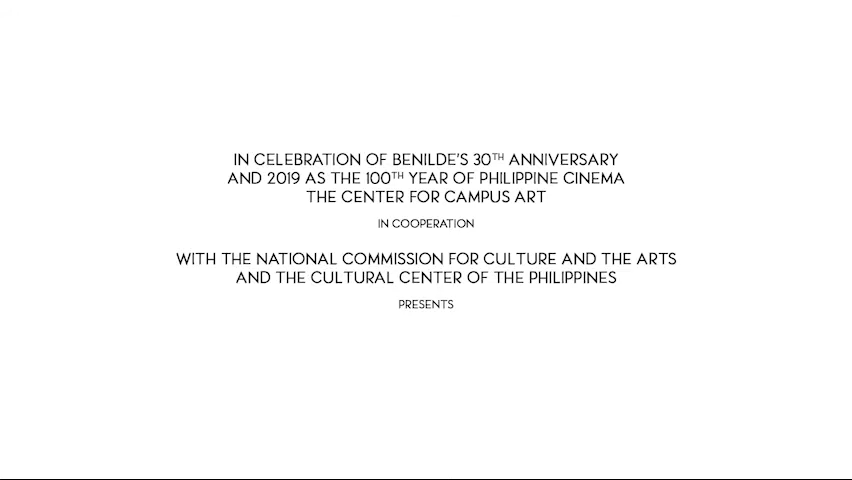 IN CELEBRATION OF BENILDE'S 30TH ANNIVERSARY
AND 2019 AS THE 100TH YEAR OF PHILIPPINE CINEMA
THE CENTER FOR CAMPUS ART
IN COOPERATION
WITH THE NATIONAL COMMISSION FOR CULTURE AND THE ARTS
AND THE CULTURAL CENTER OF THE PHILIPPINES
PRESENTS